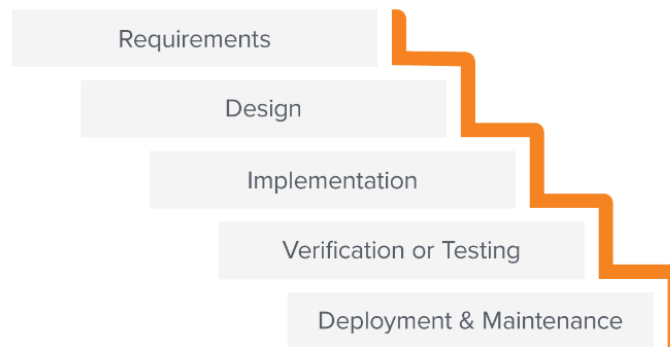 Requirements
Design
Implementation
Verification or Testing
Deployment & Maintenance